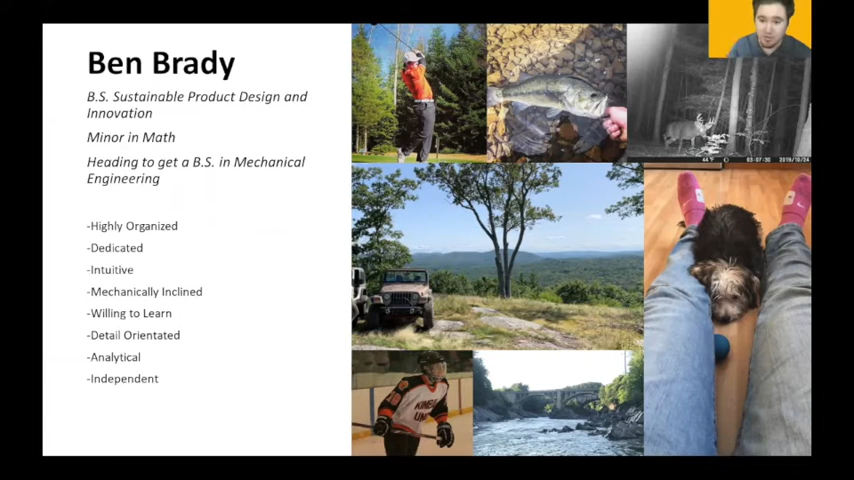 Ben Brady
B.S. Sustainable Product Design and
Innovation
Minor in Math
Heading to get a B.S. in Mechanical
Engineering
-Highly Organized
-Dedicated
-Intuitive
-Mechanically Inclined
-Willing to Learn
-Detail Orientated
-Analytical
-Independent